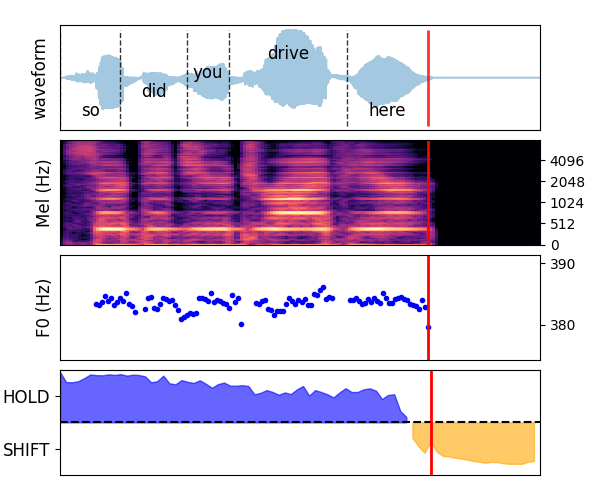 waveform
so did you drive here
Mel (Hz)
4096
2048
1024
512
0
F0 (Hz)
390
380
HOLD
SHIFT